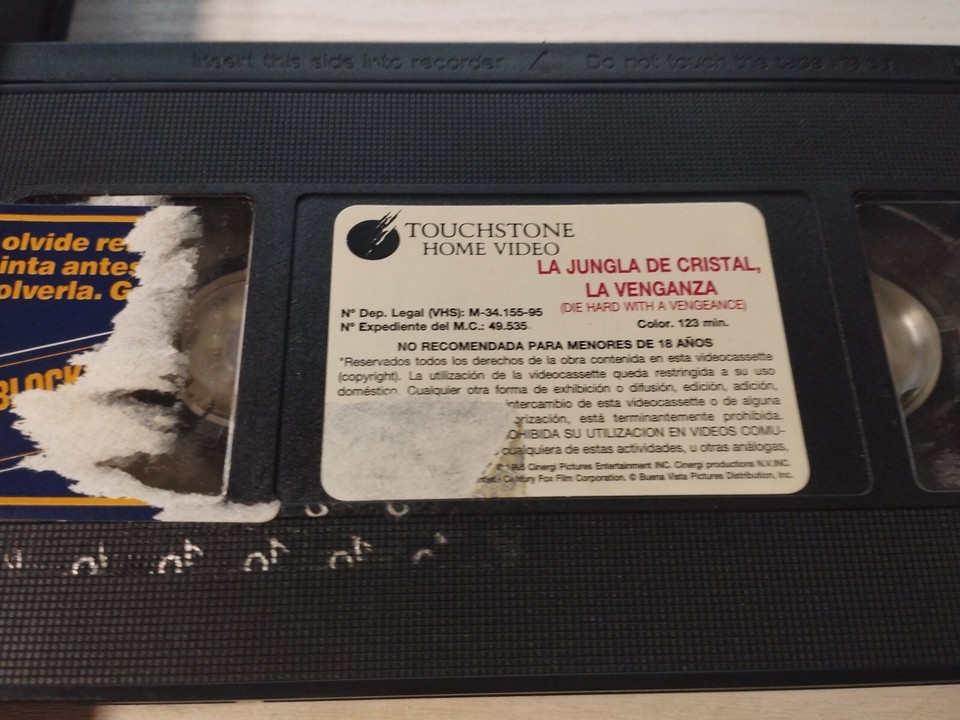 Insert this side into recorder Do not touch the tape inside
olvide re
inta antes
olverla. G
BLOCK
TOUCHSTONE
HOME VIDEO
LA JUNGLA DE CRISTAL,
LA VENGANZA
(DIE HARD WITH A VENGEANCE)
N° Dep. Legal (VHS): M-34.155-95
N° Expediente del M.C.: 49.535
Color. 123 min.
NO RECOMENDADA PARA MENORES DE 18 AÑOS
"Reservados todos los derechos de la obra contenida en esta videocassette
(copyright). La utilización de la videocassette queda restringida a su uso
doméstico. Cualquier otra forma de exhibición o difusión, edición, adición,
intercambio de esta videocassette o de alguna
rización, está terminantemente prohibida.
OHIBIDA SU UTILIZACION EN VIDEOS COMU-
cualquiera de estas actividades, u otras análogas,
1995 Cinergi Pictures Entertainment INC. Cinergi productions N.V.INC.
Century Fox Film Corporation. © Buena Vista Pictures Distribution, Inc.